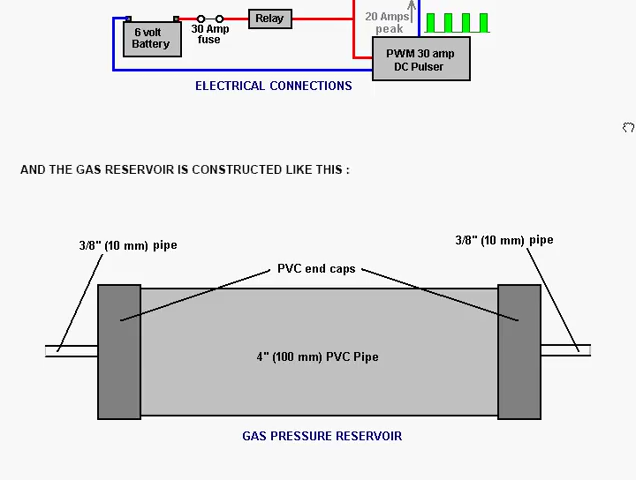 20 Amps
peak
Relay
6 volt
Battery
30 Amp
fuse
PWM 30 amp
DC Pulser
ELECTRICAL CONNECTIONS
AND THE GAS RESERVOIR IS CONSTRUCTED LIKE THIS :
3/8" (10 mm) pipe
3/8" (10 mm) pipe
PVC end caps
4" (100 mm) PVC Pipe
GAS PRESSURE RESERVOIR